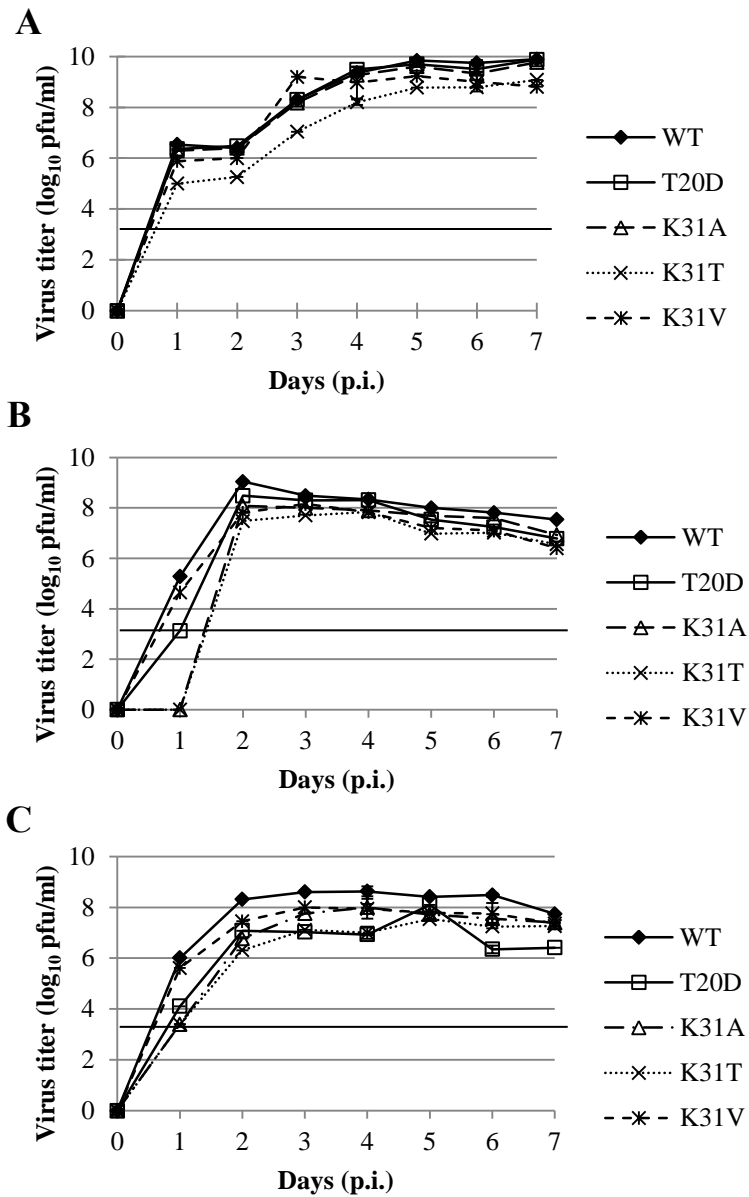 A
Virus titer (log10 pfu/ml)
10
8
6
4
2
0
0 1 2 3 4 5 6 7
Days (p.i.)
WT
T20D
K31A
K31T
K31V
B
Virus titer (log10 pfu/ml)
10
8
6
4
2
0
0 1 2 3 4 5 6 7
Days (p.i.)
WT
T20D
K31A
K31T
K31V
C
Virus titer (log10 pfu/ml)
10
8
6
4
2
0
0 1 2 3 4 5 6 7
Days (p.i.)
WT
T20D
K31A
K31T
K31V